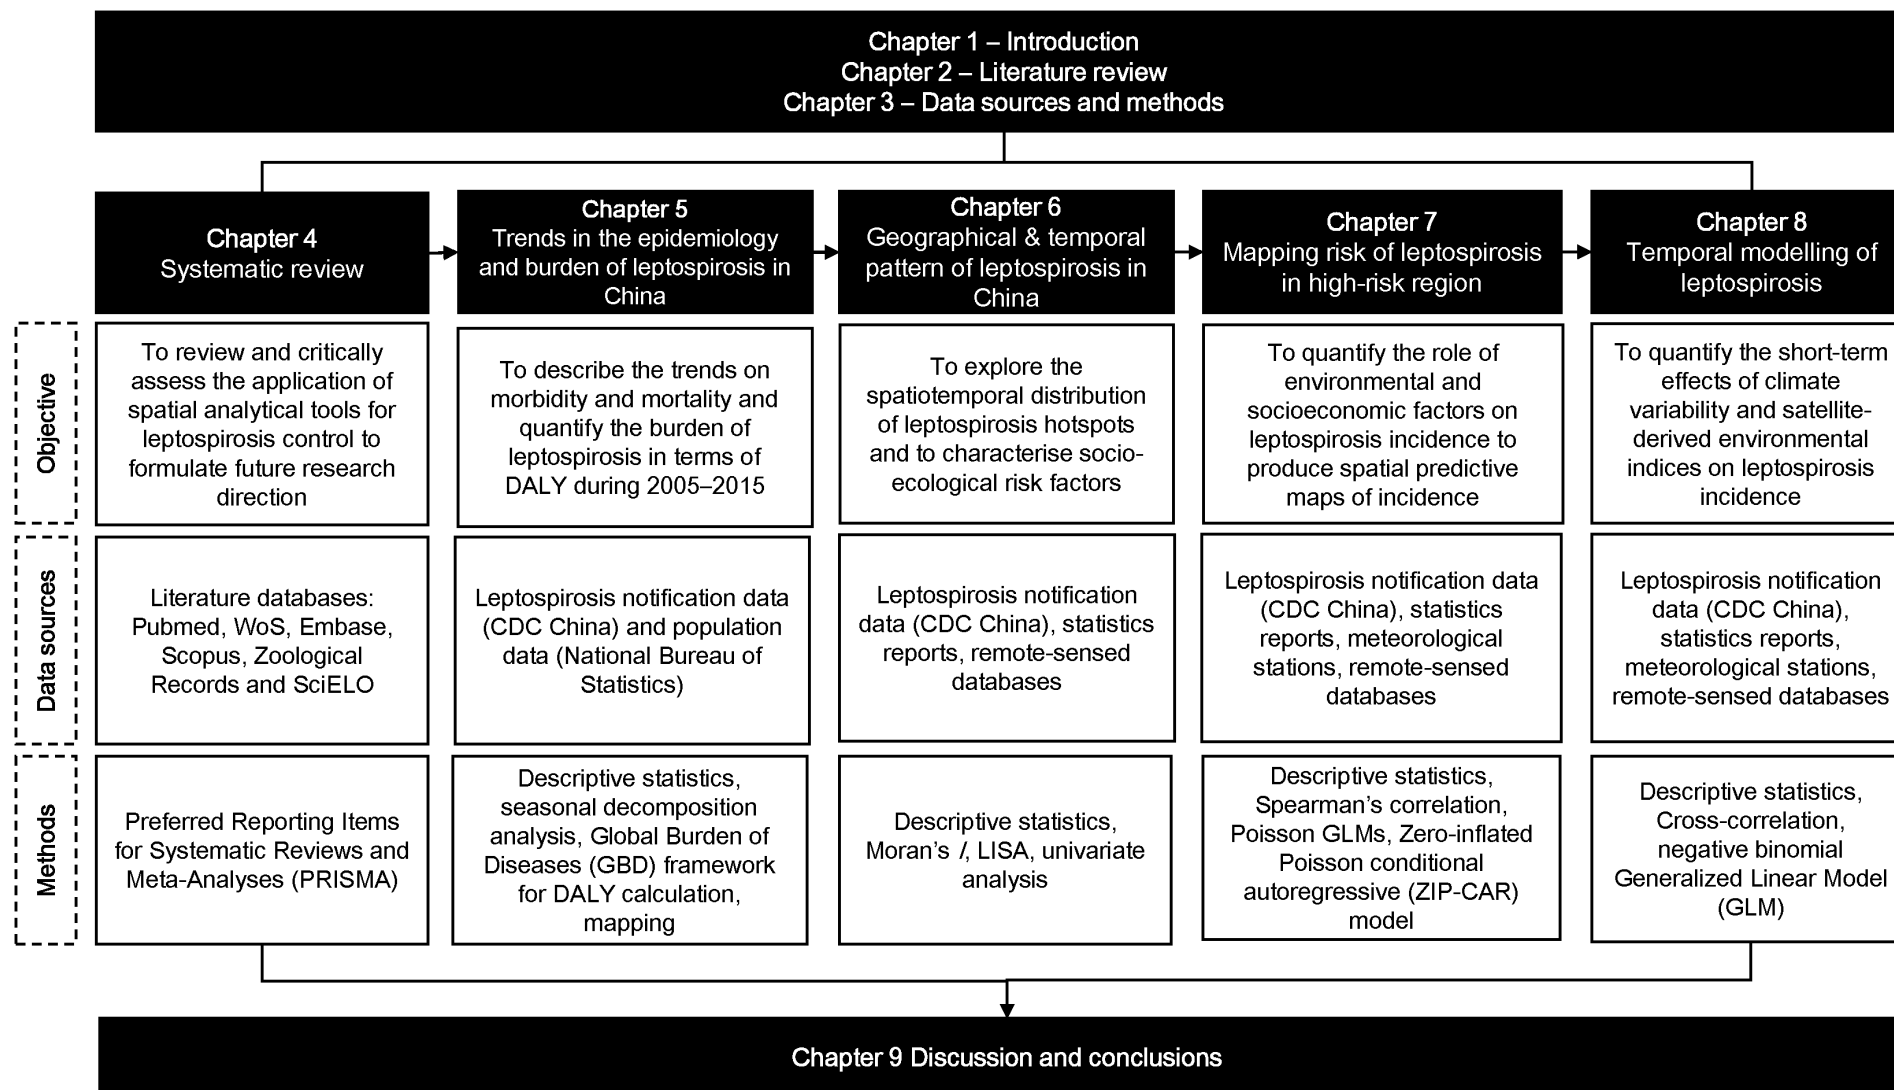 Chapter 1 – Introduction
Chapter 2 – Literature review
Chapter 3 – Data sources and methods
Chapter 4
Systematic review
Chapter 5
Trends in the epidemiology
and burden of leptospirosis in
China
Chapter 6
Geographical & temporal
pattern of leptospirosis in
China
Chapter 7
Mapping risk of leptospirosis
in high-risk region
Chapter 8
Temporal modelling of
leptospirosis
Objective
To review and critically
assess the application of
spatial analytical tools for
leptospirosis control to
formulate future research
direction
To describe the trends on
morbidity and mortality and
quantify the burden of
leptospirosis in terms of
DALY during 2005–2015
To explore the
spatiotemporal distribution
of leptospirosis hotspots
and to characterise socio-
ecological risk factors
To quantify the role of
environmental and
socioeconomic factors on
leptospirosis incidence to
produce spatial predictive
maps of incidence
To quantify the short-term
effects of climate
variability and satellite-
derived environmental
indices on leptospirosis
incidence
Data sources
Literature databases:
Pubmed, WoS, Embase,
Scopus, Zoological
Records and SciELO
Leptospirosis notification data
(CDC China) and population
data (National Bureau of
Statistics)
Leptospirosis notification
data (CDC China), statistics
reports, remote-sensed
databases
Leptospirosis notification data
(CDC China), statistics
reports, meteorological
stations, remote-sensed
databases
Leptospirosis notification
data (CDC China),
statistics reports,
meteorological stations,
remote-sensed databases
Methods
Preferred Reporting Items
for Systematic Reviews and
Meta-Analyses (PRISMA)
Descriptive statistics,
seasonal decomposition
analysis, Global Burden of
Diseases (GBD) framework
for DALY calculation,
mapping
Descriptive statistics,
Moran's I, LISA, univariate
analysis
Descriptive statistics,
Spearman's correlation,
Poisson GLMs, Zero-inflated
Poisson conditional
autoregressive (ZIP-CAR)
model
Descriptive statistics,
Cross-correlation,
negative binomial
Generalized Linear Model
(GLM)
Chapter 9 Discussion and conclusions